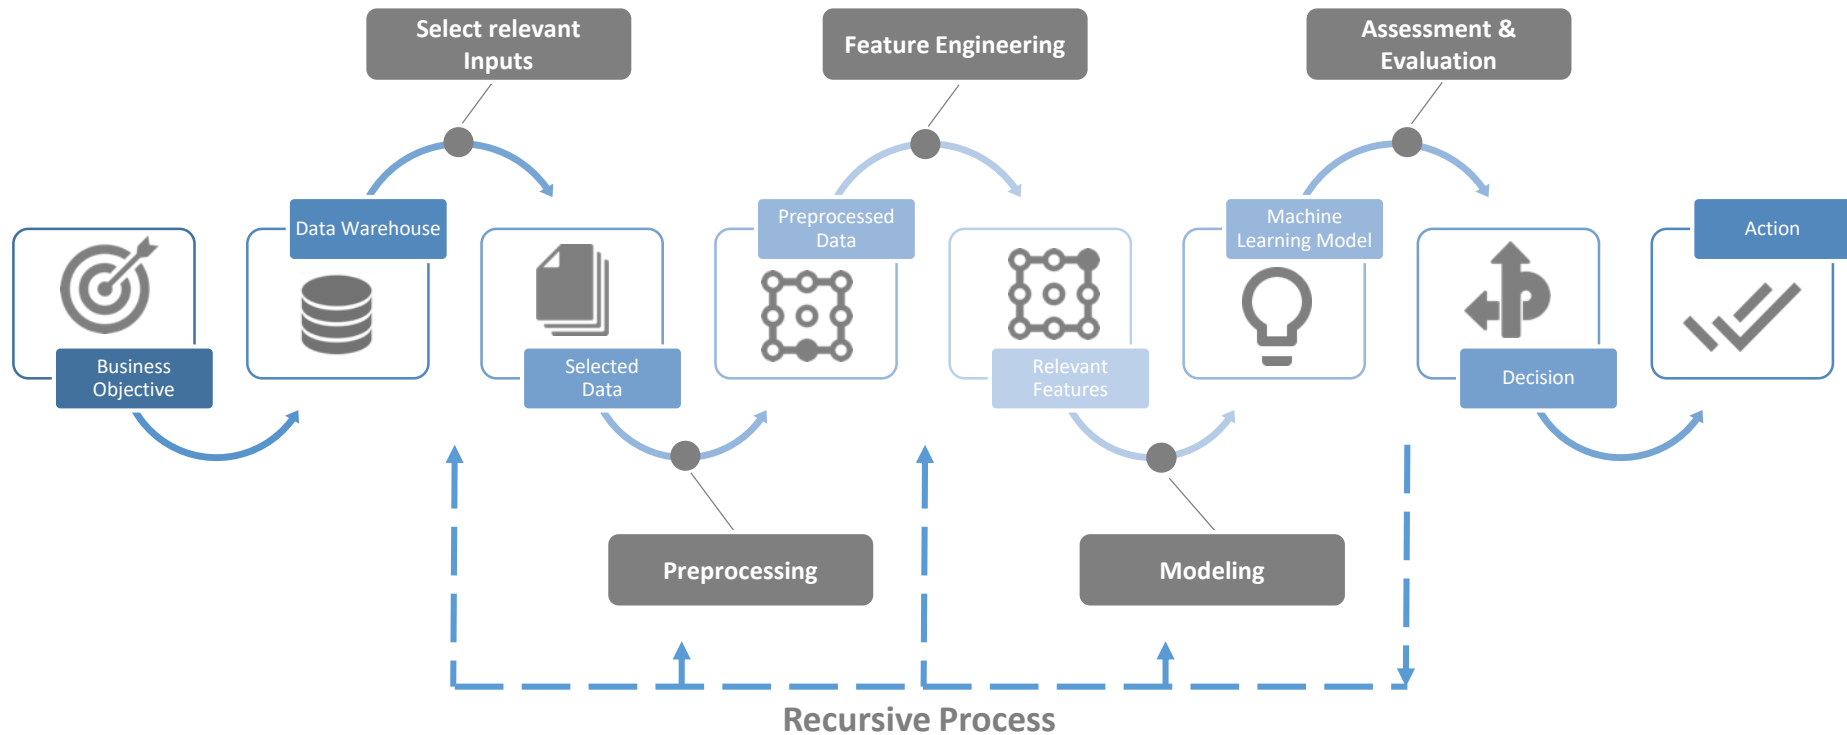 Select relevant
Inputs
Feature Engineering
Assessment &
Evaluation
Data Warehouse
Preprocessed
Data
Machine
Learning Model
Action
Business
Objective
Selected
Data
Relevant
Features
Decision
Preprocessing
Modeling
Recursive Process